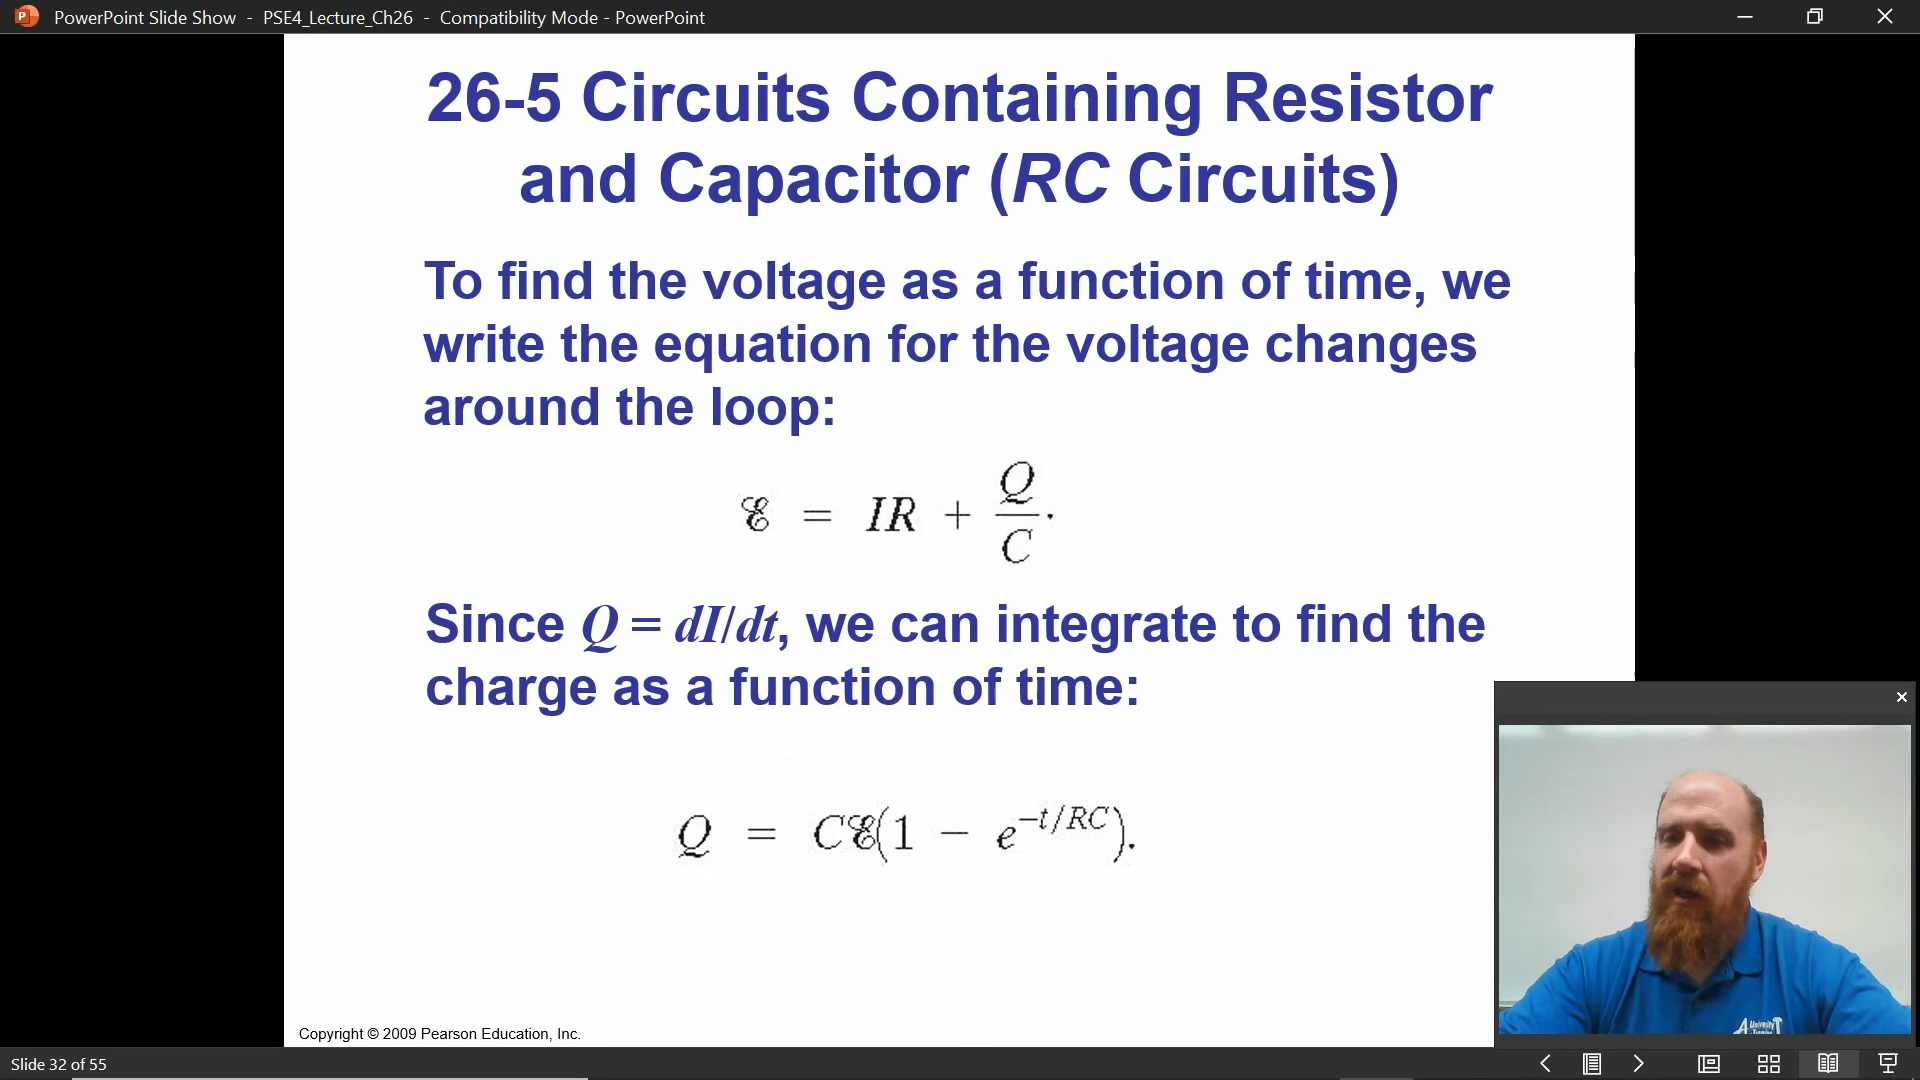 PowerPoint Slide Show - PSE4_Lecture_Ch26 - Compatibility Mode - PowerPoint
26-5 Circuits Containing Resistor
and Capacitor (RC Circuits)
To find the voltage as a function of time, we
write the equation for the voltage changes
around the loop:
ℰ = IR + Q/C.
Since Q = dI/dt, we can integrate to find the
charge as a function of time:
Q = Cℰ(1 − e^{−t/RC}).
University
Copyright © 2009 Pearson Education, Inc.
Slide 32 of 55